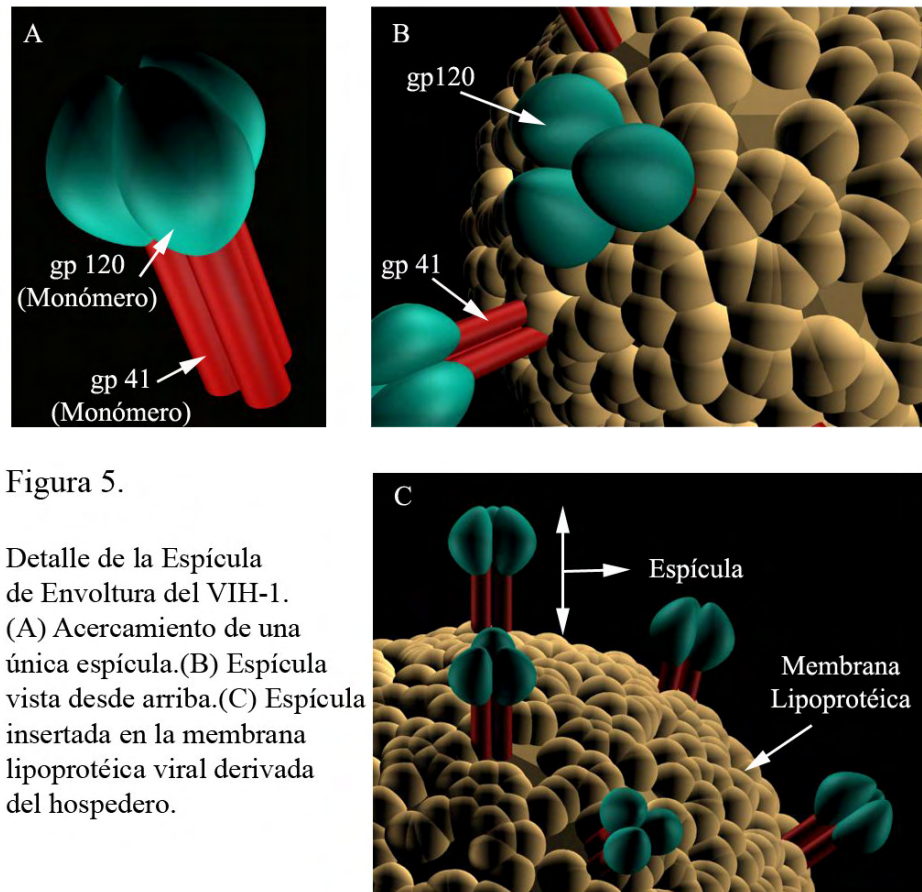 A
gp 120
(Monómero)
gp 41
(Monómero)
B
gp120
gp 41
Figura 5.
Detalle de la Espícula
de Envoltura del VIH-1.
(A) Acercamiento de una
única espícula.(B) Espícula
vista desde arriba.(C) Espícula
insertada en la membrana
lipoprotéica viral derivada
del hospedero.
C
Espícula
Membrana
Lipoprotéica